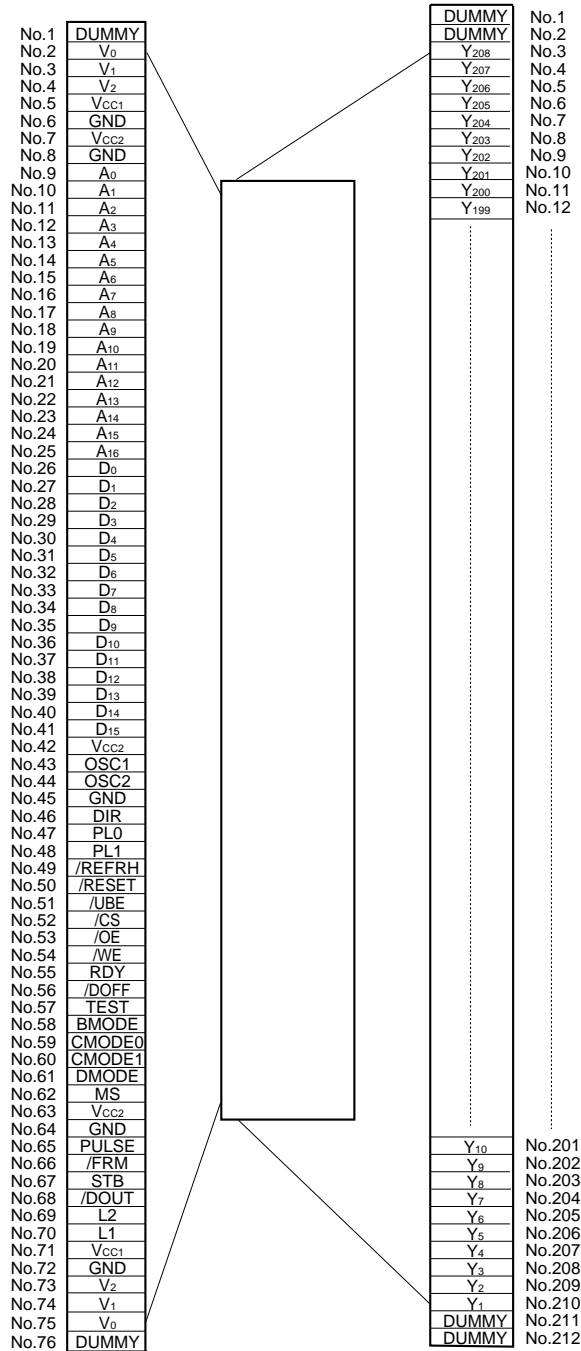 No.1 DUMMY
No.2 V0
No.3 V1
No.4 V2
No.5 VCC1
No.6 GND
No.7 VCC2
No.8 GND
No.9 A0
No.10 A1
No.11 A2
No.12 A3
No.13 A4
No.14 A5
No.15 A6
No.16 A7
No.17 A8
No.18 A9
No.19 A10
No.20 A11
No.21 A12
No.22 A13
No.23 A14
No.24 A15
No.25 A16
No.26 D0
No.27 D1
No.28 D2
No.29 D3
No.30 D4
No.31 D5
No.32 D6
No.33 D7
No.34 D8
No.35 D9
No.36 D10
No.37 D11
No.38 D12
No.39 D13
No.40 D14
No.41 D15
No.42 VCC2
No.43 OSC1
No.44 OSC2
No.45 GND
No.46 DIR
No.47 PL0
No.48 PL1
No.49 /REFRH
No.50 /RESET
No.51 /UBE
No.52 /CS
No.53 /OE
No.54 /WE
No.55 RDY
No.56 /DOFF
No.57 TEST
No.58 BMODE
No.59 CMODE0
No.60 CMODE1
No.61 DMODE
No.62 MS
No.63 VCC2
No.64 GND
No.65 PULSE
No.66 /FRM
No.67 STB
No.68 /DOUT
No.69 L2
No.70 L1
No.71 VCC1
No.72 GND
No.73 V2
No.74 V1
No.75 V0
No.76 DUMMY
DUMMY No.1
DUMMY No.2
Y208 No.3
Y207 No.4
Y206 No.5
Y205 No.6
Y204 No.7
Y203 No.8
Y202 No.9
Y201 No.10
Y200 No.11
Y199 No.12
Y10 No.201
Y9 No.202
Y8 No.203
Y7 No.204
Y6 No.205
Y5 No.206
Y4 No.207
Y3 No.208
Y2 No.209
Y1 No.210
DUMMY No.211
DUMMY No.212